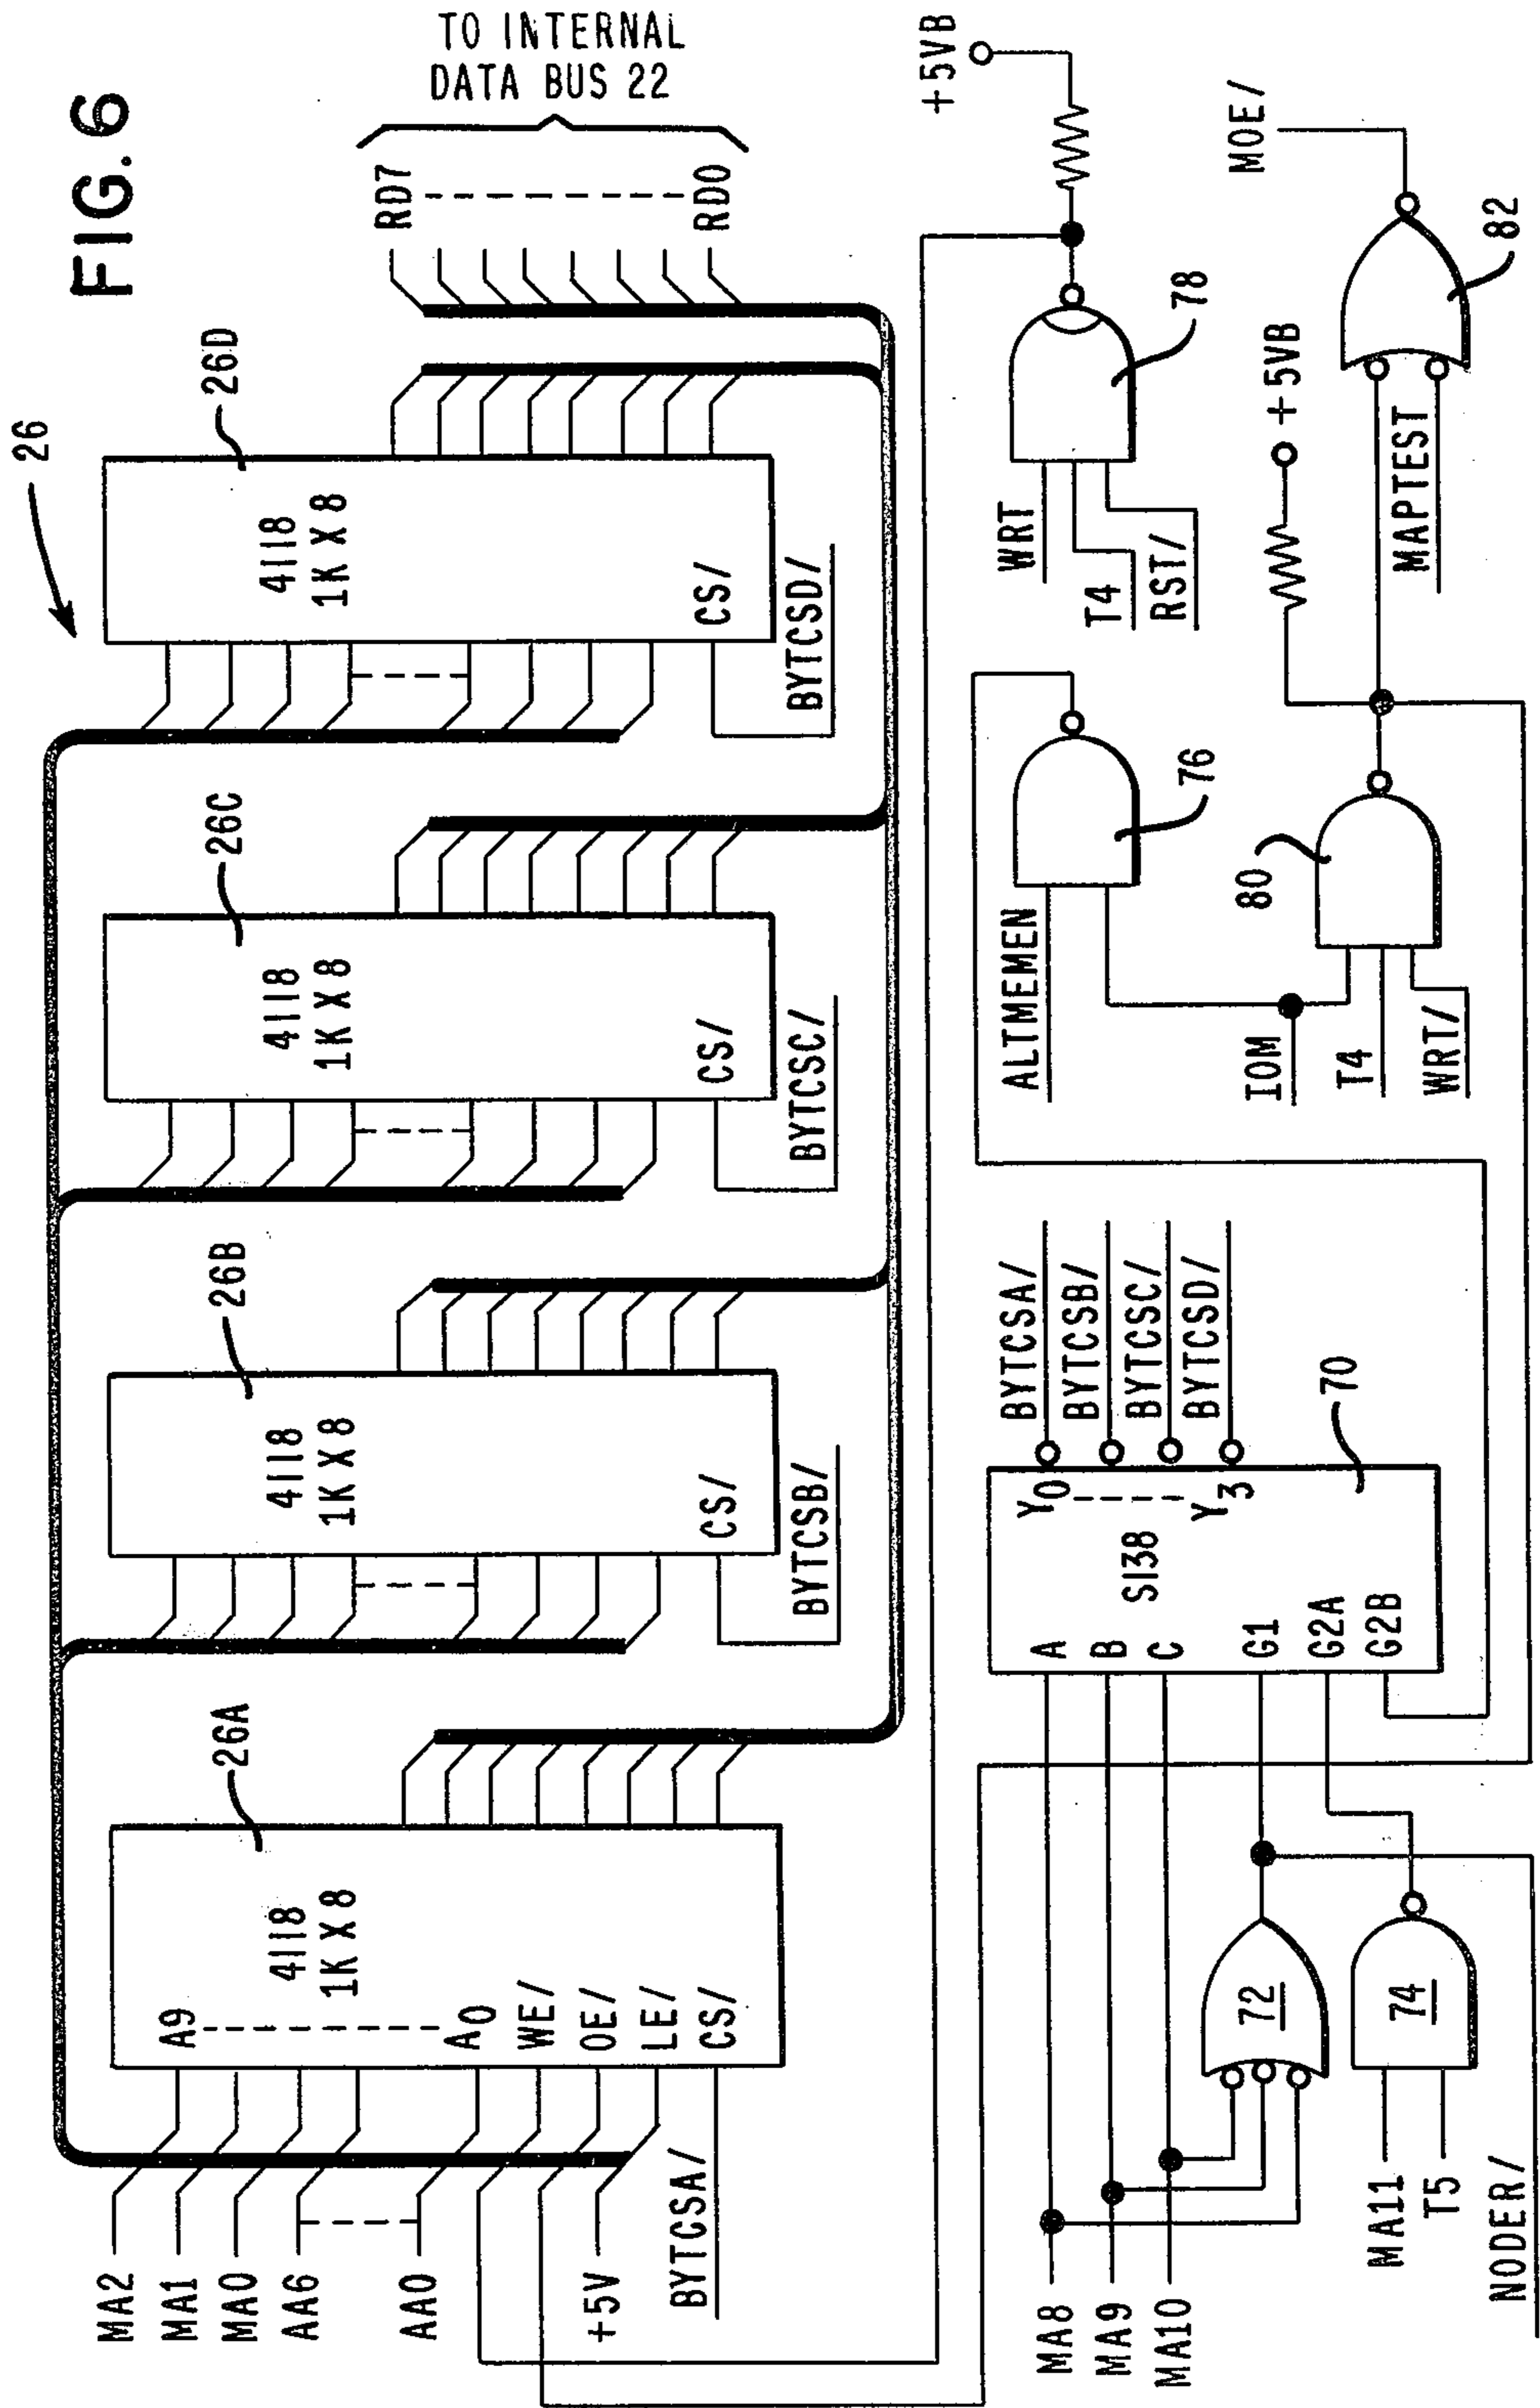 FIG. 6
26
TO INTERNAL
DATA BUS 22
RD7
RD0
26A
4118
1K X 8
A9
A0
WE/
OE/
LE/
CS/
MA2
MA1
MA0
AA6
AA0
+5V
BYTCSA/
26B
4118
1K X 8
CS/
BYTCSB/
26C
4118
1K X 8
CS/
BYTCSC/
26D
4118
1K X 8
CS/
BYTCSD/
MA8
MA9
MA10
MA11
T5
NODER/
72
74
A
B
C
G1
G2A
G2B
S138
Y0
Y3
70
BYTCSA/
BYTCSB/
BYTCSC/
BYTCSD/
ALTMEMEN
76
IOM
T4
WRT/
80
WRT
T4
RST/
78
+5VB
+5VB
MAPTEST
82
MOE/